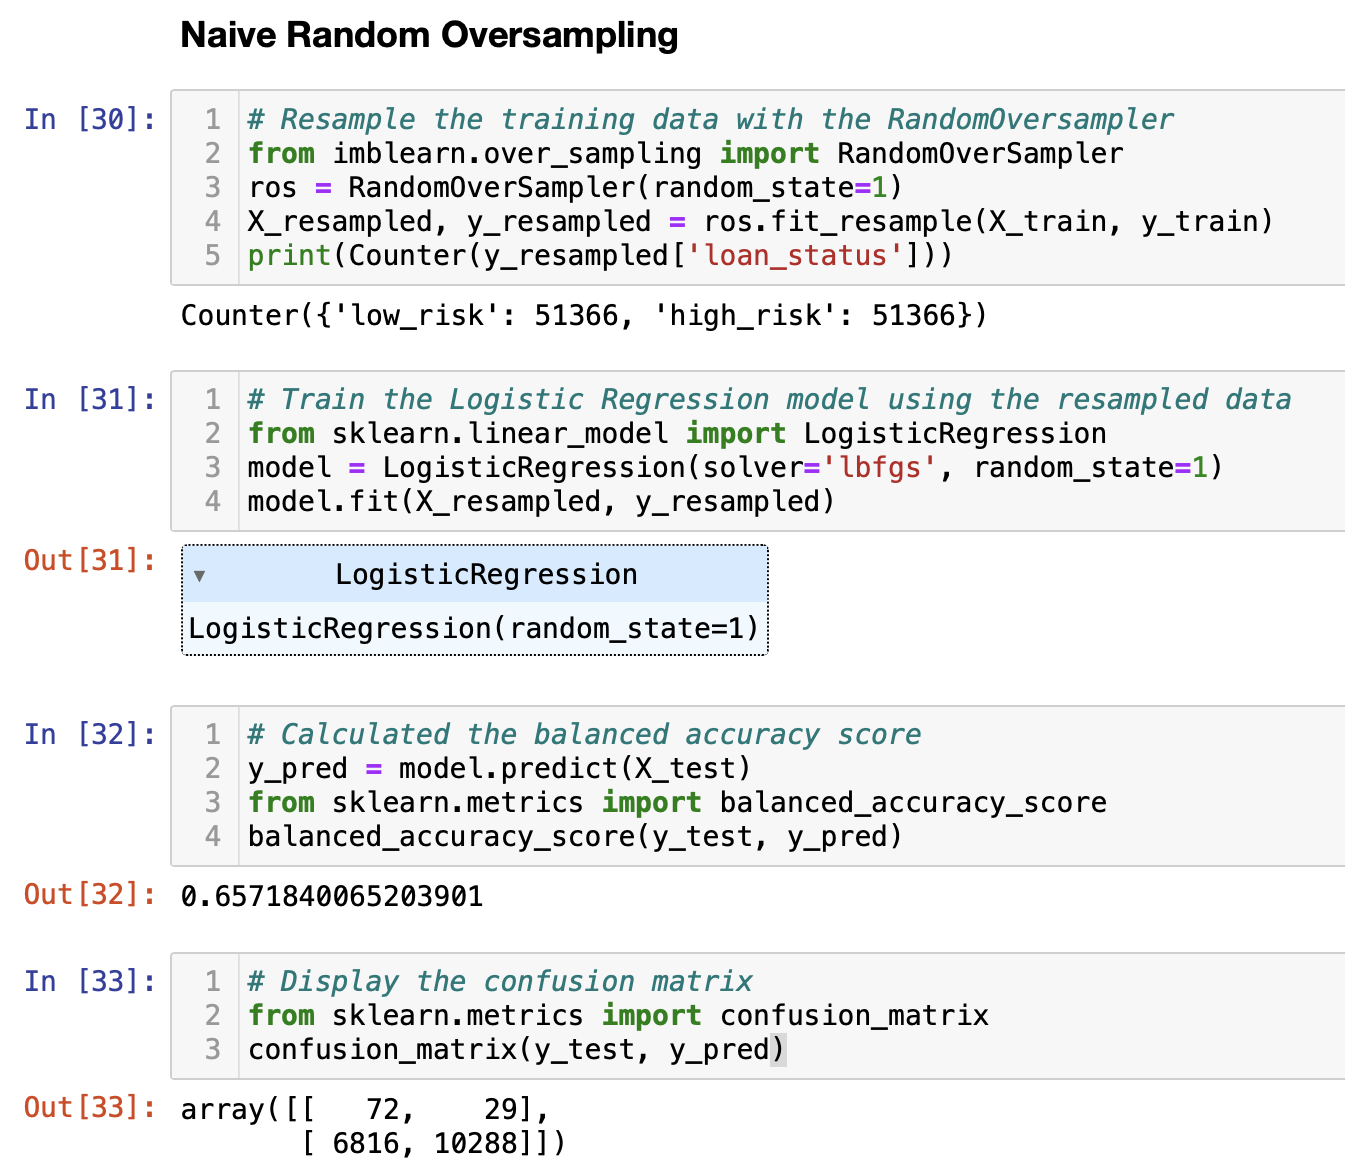 Naive Random Oversampling
In [30]:
1 # Resample the training data with the RandomOversampler
2 from imblearn.over_sampling import RandomOverSampler
3 ros = RandomOverSampler(random_state=1)
4 X_resampled, y_resampled = ros.fit_resample(X_train, y_train)
5 print(Counter(y_resampled['loan_status']))
Counter({'low_risk': 51366, 'high_risk': 51366})
In [31]:
1 # Train the Logistic Regression model using the resampled data
2 from sklearn.linear_model import LogisticRegression
3 model = LogisticRegression(solver='lbfgs', random_state=1)
4 model.fit(X_resampled, y_resampled)
Out[31]:
▼ LogisticRegression
LogisticRegression(random_state=1)
In [32]:
1 # Calculated the balanced accuracy score
2 y_pred = model.predict(X_test)
3 from sklearn.metrics import balanced_accuracy_score
4 balanced_accuracy_score(y_test, y_pred)
Out[32]: 0.6571840065203901
In [33]:
1 # Display the confusion matrix
2 from sklearn.metrics import confusion_matrix
3 confusion_matrix(y_test, y_pred)
Out[33]: array([[   72,    29],
       [ 6816, 10288]])